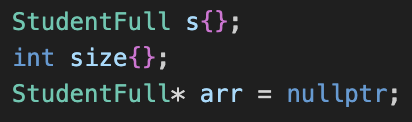 StudentFull s{};
int size{};
StudentFull* arr = nullptr;